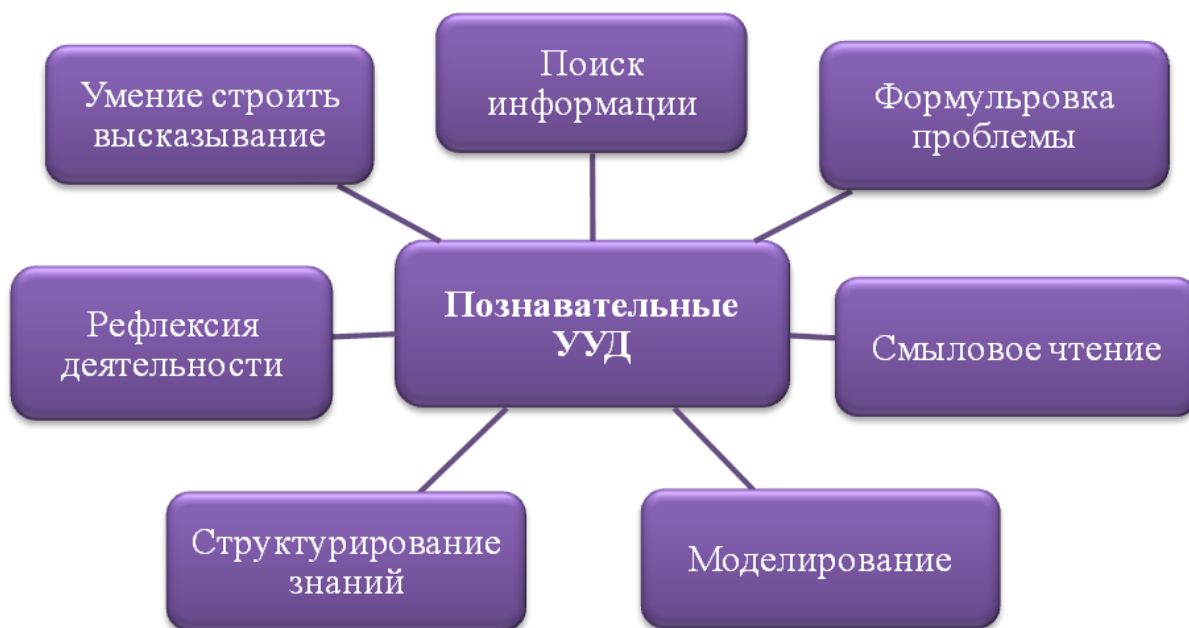 Умение строить
высказывание
Поиск
информации
Формульровка
проблемы
Рефлексия
деятельности
Познавательные
УУД
Смыловое чтение
Структурирование
знаний
Моделирование